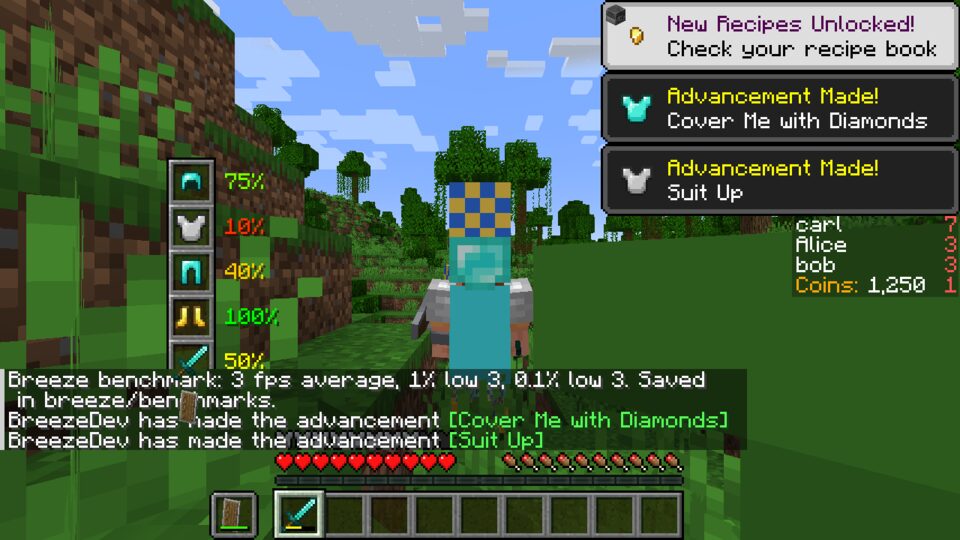 New Recipes Unlocked!
Check your recipe book
Advancement Made!
Cover Me with Diamonds
Advancement Made!
Suit Up
carl 7
Alice 3
bob 3
Coins: 1,250 1
75%
10%
40%
100%
50%
Breeze benchmark: 3 fps average, 1% low 3, 0.1% low 3. Saved
in breeze/benchmarks.
BreezeDev has made the advancement [Cover Me with Diamonds]
BreezeDev has made the advancement [Suit Up]